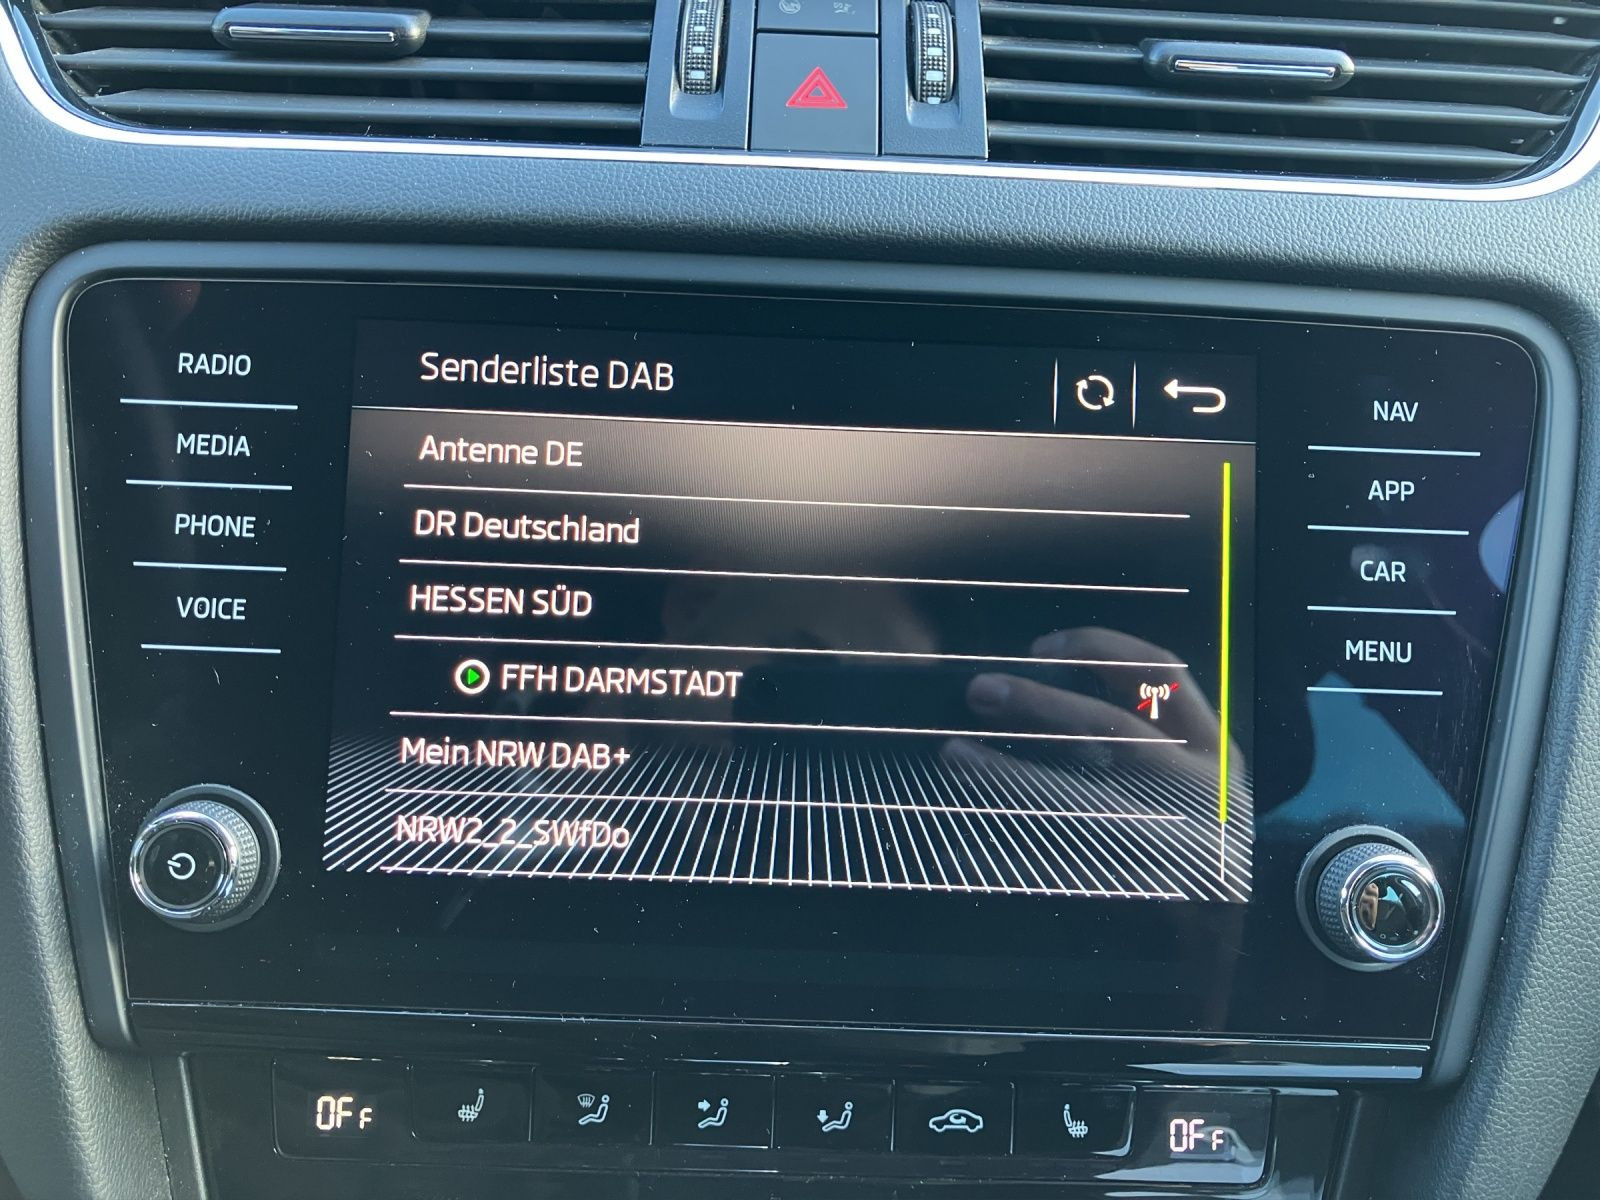 RADIO
MEDIA
PHONE
VOICE
Senderliste DAB
Antenne DE
DR Deutschland
HESSEN SÜD
FFH DARMSTADT
Mein NRW DAB+
NRW2_2_SWfDo
NAV
APP
CAR
MENU
OFF
OFF